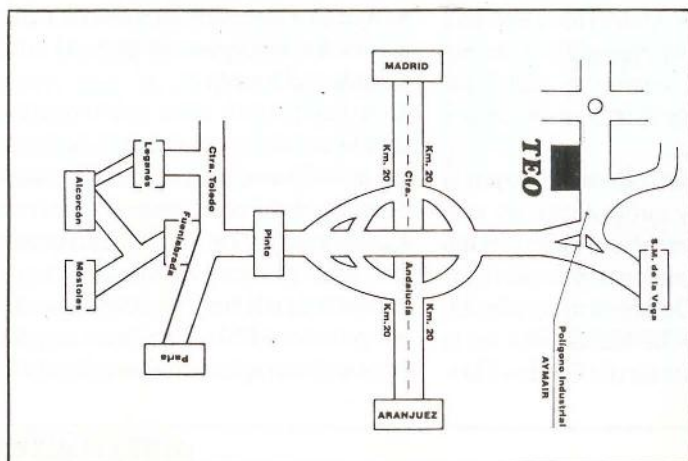 MADRID
Km. 20
Ctra.
Km. 20
TEO
Leganés
Ctra. Toledo
Alcorcón
Fuenlabrada
Pinto
Móstoles
Andalucía
S.M. de la Vega
Km.20
Km. 20
Parla
Polígono Industrial
AYMAIR
ARANJUEZ